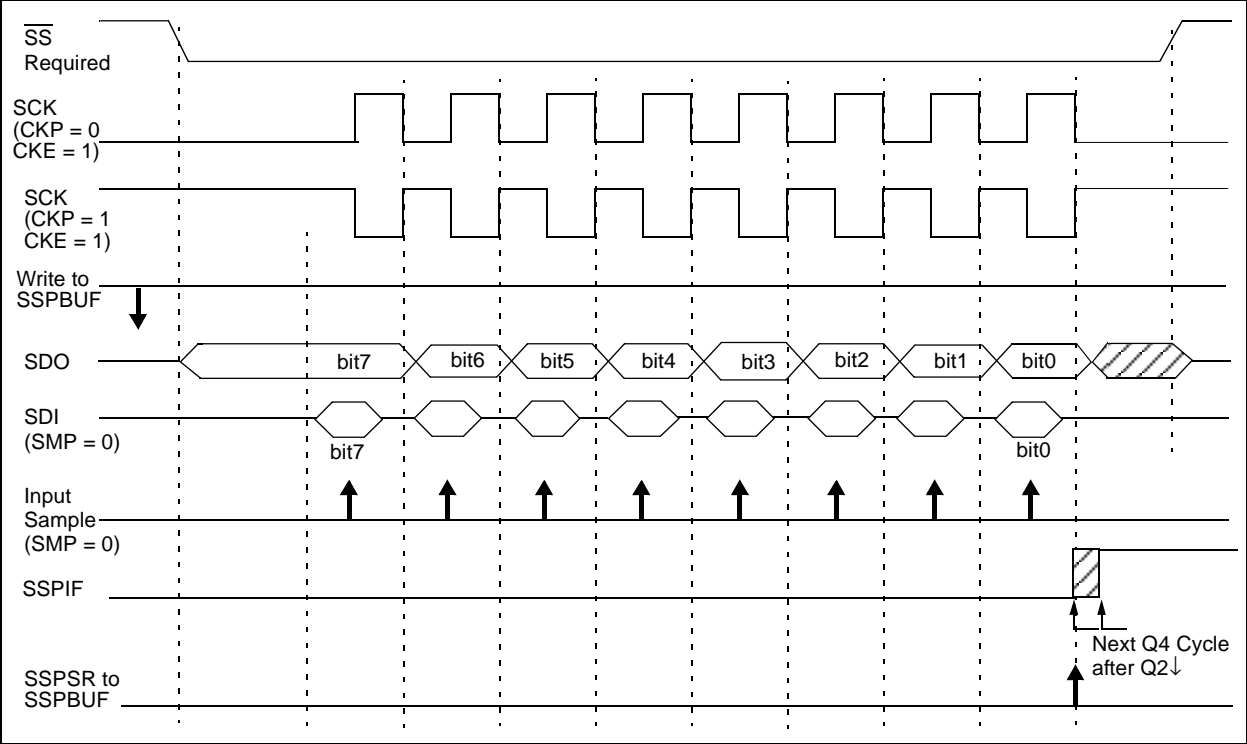 SS
Required
SCK
(CKP = 0
CKE = 1)
SCK
(CKP = 1
CKE = 1)
Write to
SSPBUF
SDO
bit7
bit6
bit5
bit4
bit3
bit2
bit1
bit0
SDI
(SMP = 0)
bit7
bit0
Input
Sample
(SMP = 0)
SSPIF
Next Q4 Cycle
after Q2↓
SSPSR to
SSPBUF